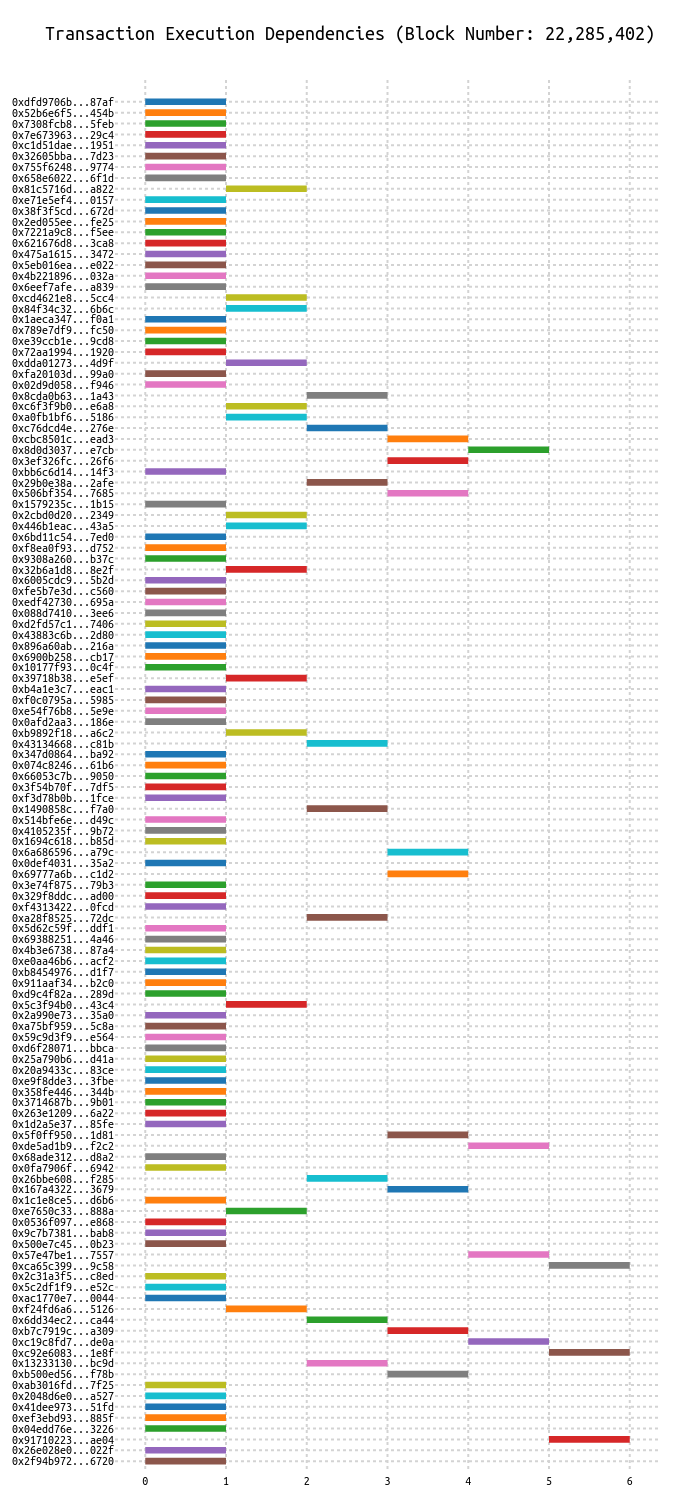 Transaction Execution Dependencies (Block Number: 22,285,402)
0xdfd9706b...87af
0x52b6e6f5...454b
0x7308fcb8...5feb
0x7e673963...29c4
0xc1d51dae...1951
0x32605bba...7d23
0x755f6248...9774
0x658e6022...6f1d
0x81c5716d...a822
0xe71e5ef4...0157
0x38f3f5cd...672d
0x2ed055ee...fe25
0x7221a9c8...f5ee
0x621676d8...3ca8
0x475a1615...3472
0x5eb016ea...e022
0x4b221896...032a
0x6eef7afe...a839
0xcd4621e8...5cc4
0x84f34c32...6b6c
0x1aeca347...f0a1
0x789e7df9...fc50
0xe39ccb1e...9cd8
0x72aa1994...1920
0xdda01273...4d9f
0xfa20103d...99a0
0x02d9d058...f946
0x8cda0b63...1a43
0xc6f3f9b0...e6a8
0xa0fb1bf6...5186
0xc76dcd4e...276e
0xcbc8501c...ead3
0x8d0d3037...e7cb
0x3ef326fc...26f6
0xbb6c6d14...14f3
0x29b0e38a...2afe
0x506bf354...7685
0x1579235c...1b15
0x2cbd0d20...2349
0x446b1eac...43a5
0x6bd11c54...7ed0
0xf8ea0f93...d752
0x9308a260...b37c
0x32b6a1d8...8e2f
0x6005cdc9...5b2d
0xfe5b7e3d...c560
0xedf42730...695a
0x088d7410...3ee6
0xd2fd57c1...7406
0x43883c6b...2d80
0x896a60ab...216a
0x6900b258...cb17
0x10177f93...0c4f
0x39718b38...e5ef
0xb4a1e3c7...eac1
0xf0c0795a...5985
0xe54f76b8...5e9e
0x0afd2aa3...186e
0xb9892f18...a6c2
0x43134668...c81b
0x347d0864...ba92
0x074c8246...61b6
0x66053c7b...9050
0x3f54b70f...7df5
0xf3d78b0b...1fce
0x1490858c...f7a0
0x514bfe6e...d49c
0x4105235f...9b72
0x1694c618...b85d
0x6a686596...a79c
0x0def4031...35a2
0x69777a6b...c1d2
0x3e74f875...79b3
0x329f8ddc...ad00
0xf4313422...0fcd
0xa28f8525...72dc
0x5d62c59f...ddf1
0x69388251...4a46
0x4b3e6738...87a4
0xe0aa46b6...acf2
0xb8454976...d1f7
0x911aaf34...b2c0
0xd9c4f82a...289d
0x5c3f94b0...43c4
0x2a990e73...35a0
0xa75bf959...5c8a
0x59c9d3f9...e564
0xd6f28071...bbca
0x25a790b6...d41a
0x20a9433c...83ce
0xe9f8dde3...3fbe
0x358fe446...344b
0x3714687b...9b01
0x263e1209...6a22
0x1d2a5e37...85fe
0x5f0ff950...1d81
0xde5ad1b9...f2c2
0x68ade312...d8a2
0x0fa7906f...6942
0x26bbe608...f285
0x167a4322...3679
0x1c1e8ce5...d6b6
0xe7650c33...888a
0x0536f097...e868
0x9c7b7381...bab8
0x500e7c45...0b23
0x57e47be1...7557
0xca65c399...9c58
0x2c31a3f5...c8ed
0x5c2df1f9...e52c
0xac1770e7...0044
0xf24fd6a6...5126
0x6dd34ec2...ca44
0xb7c7919c...a309
0xc19c8fd7...de0a
0xc92e6083...1e8f
0x13233130...bc9d
0xb500ed56...f78b
0xab3016fd...7f25
0x2048d6e0...a527
0x41dee973...51fd
0xef3ebd93...885f
0x04edd76e...3226
0x91710223...ae04
0x26e028e0...022f
0x2f94b972...6720
0 1 2 3 4 5 6